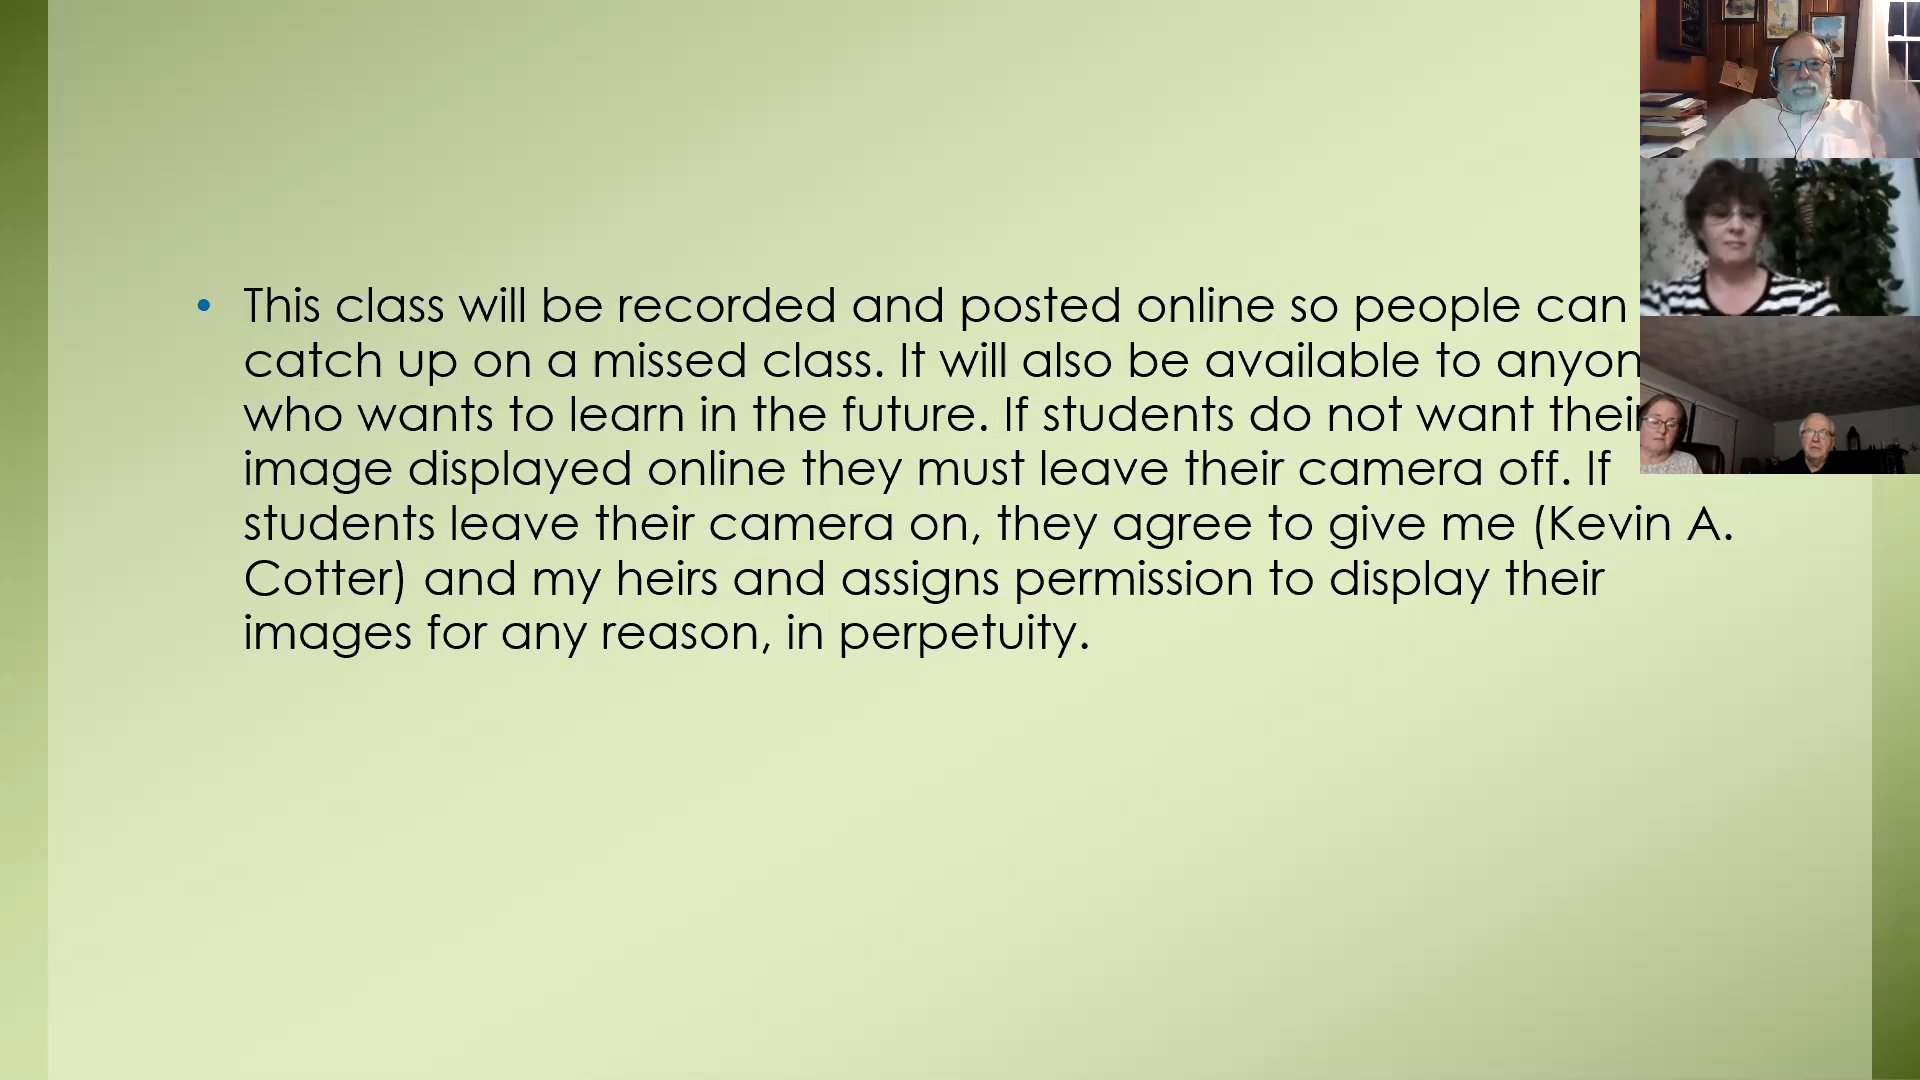 • This class will be recorded and posted online so people can
catch up on a missed class. It will also be available to anyon
who wants to learn in the future. If students do not want their
image displayed online they must leave their camera off. If
students leave their camera on, they agree to give me (Kevin A.
Cotter) and my heirs and assigns permission to display their
images for any reason, in perpetuity.